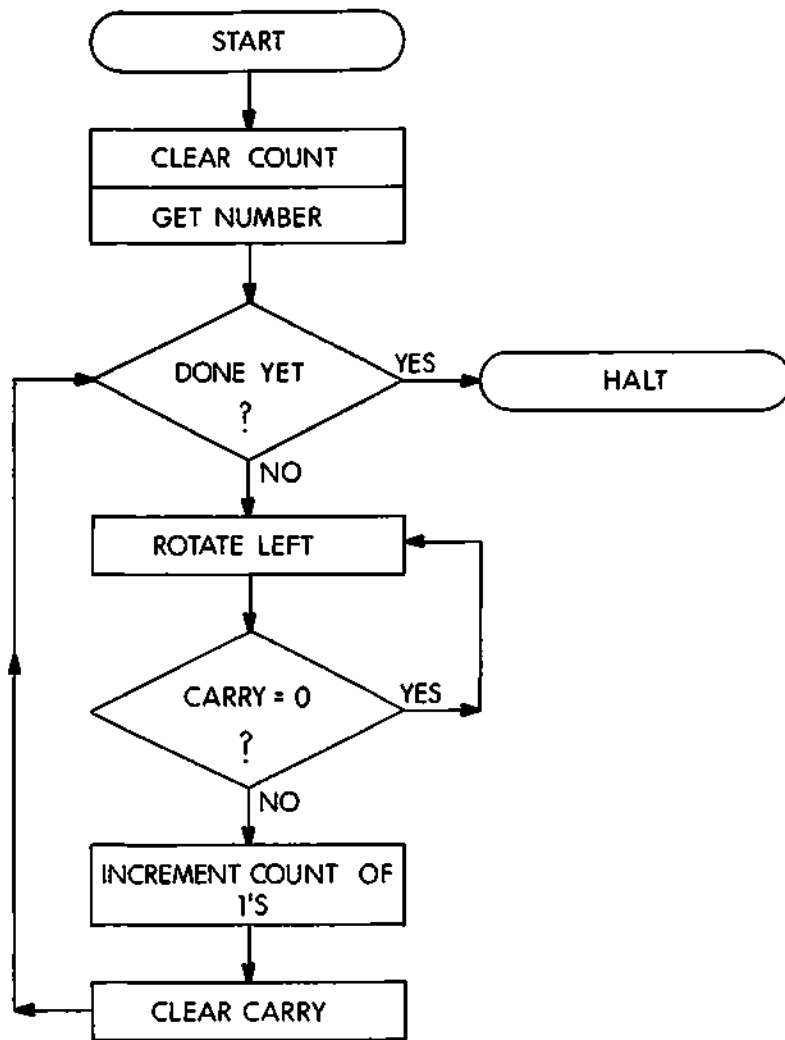 START
CLEAR COUNT
GET NUMBER
DONE YET
?
YES
HALT
NO
ROTATE LEFT
CARRY = 0
?
YES
NO
INCREMENT COUNT OF
1'S
CLEAR CARRY